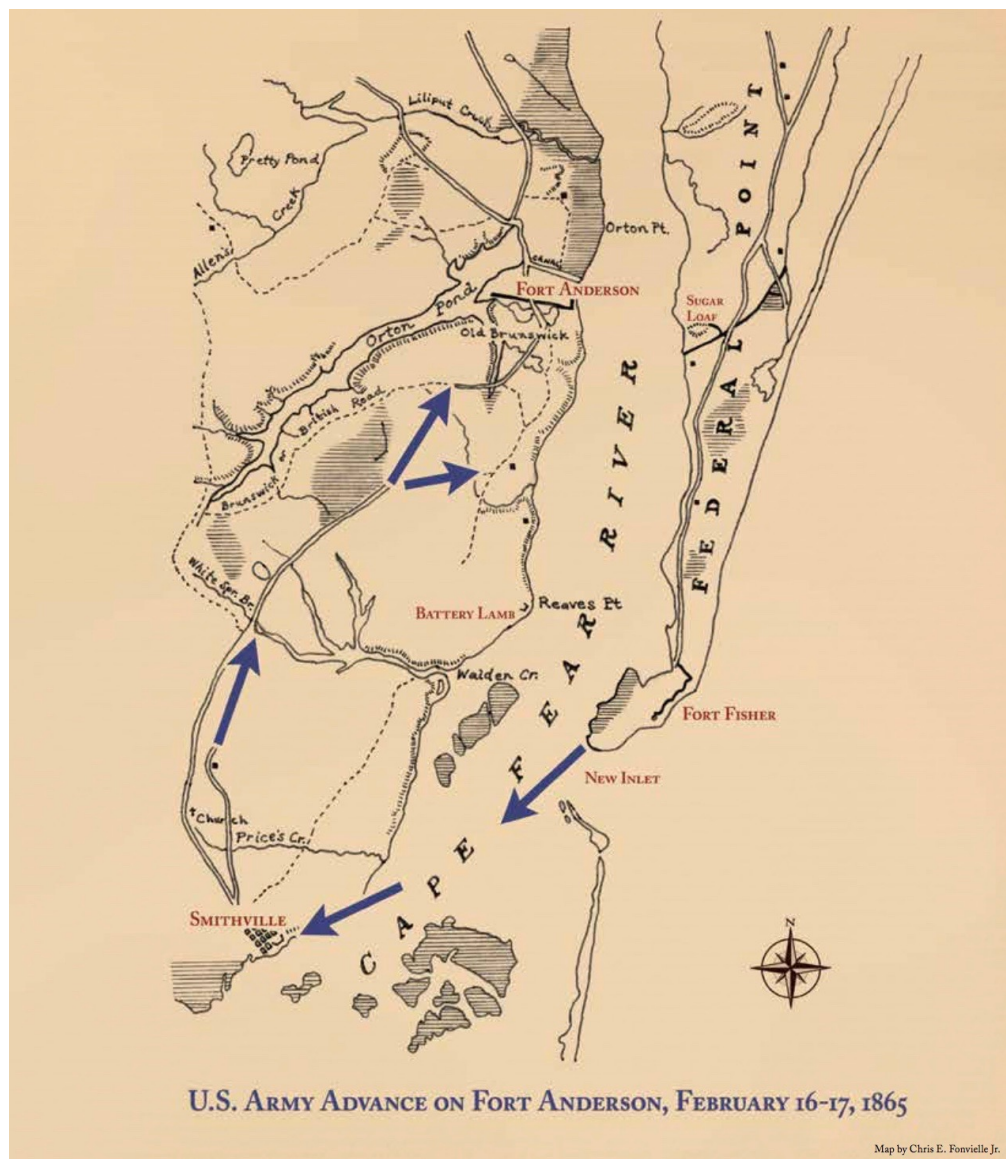 Liliput Creek
Pretty Pond
Allens Creek
Orton Pt.
CANAL
FORT ANDERSON
Orton Pond
Old Brunswick
SUGAR
LOAF
FEDERAL POINT
British Road
Brunswick
White Spr. Br.
BATTERY LAMB
Reaves Pt
CAPE FEAR RIVER
Walden Cr.
FORT FISHER
NEW INLET
Church
Price's Cr.
SMITHVILLE
N
U.S. ARMY ADVANCE ON FORT ANDERSON, FEBRUARY 16-17, 1865
Map by Chris E. Fonvielle Jr.